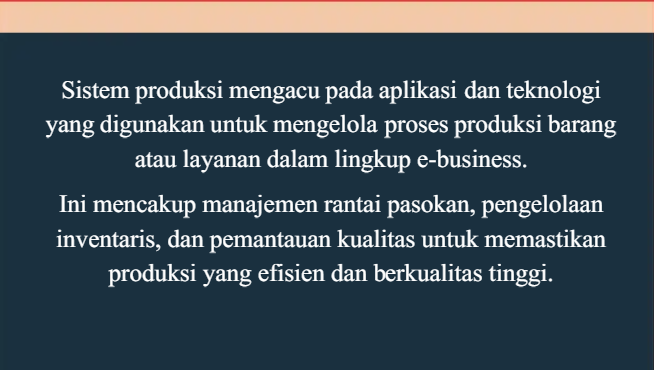 Sistem produksi mengacu pada aplikasi dan teknologi
yang digunakan untuk mengelola proses produksi barang
atau layanan dalam lingkup e-business.
Ini mencakup manajemen rantai pasokan, pengelolaan
inventaris, dan pemantauan kualitas untuk memastikan
produksi yang efisien dan berkualitas tinggi.